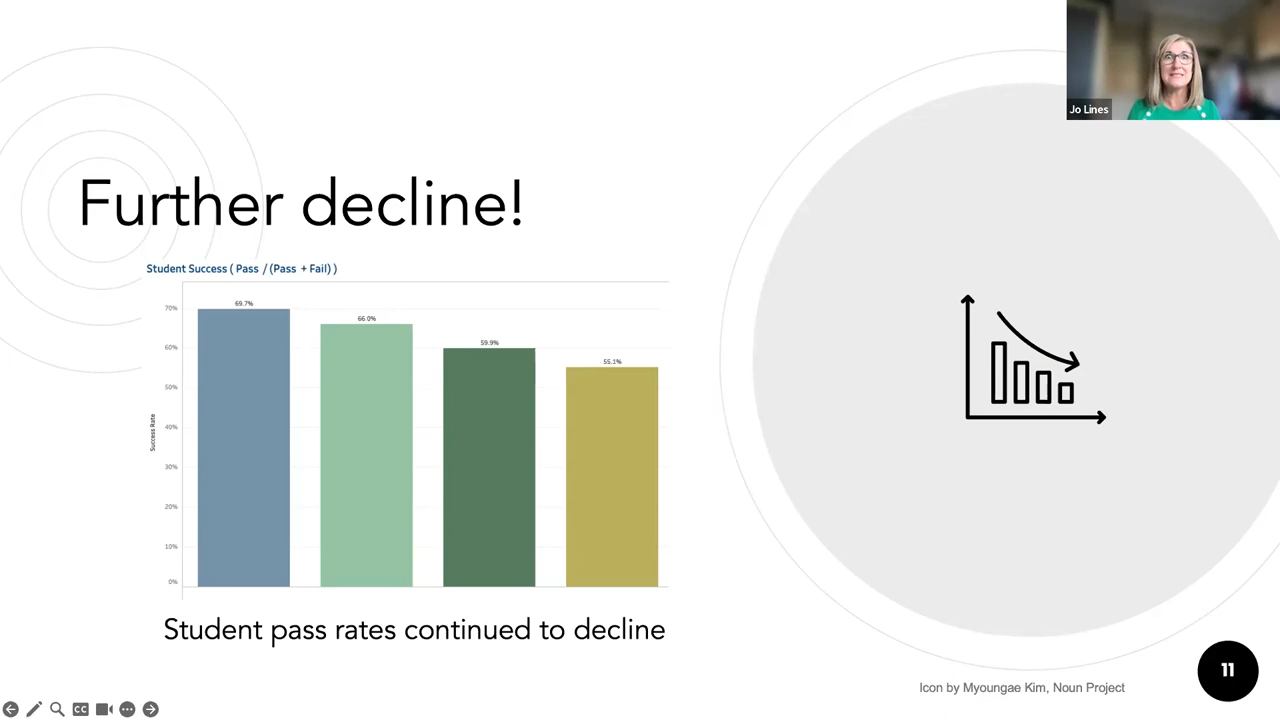 Jo Lines
Further decline!
Student Success ( Pass / (Pass + Fail) )
69.7%
66.0%
59.9%
55.1%
70%
60%
50%
40%
30%
20%
10%
0%
Success Rate
Student pass rates continued to decline
Icon by Myoungae Kim, Noun Project
11
CC